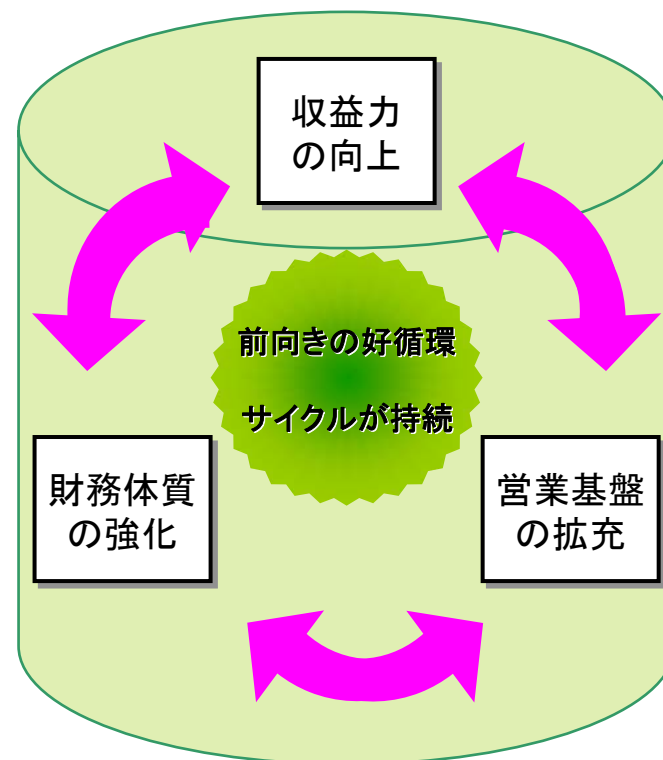 収益力
の向上
前向きの好循環
サイクルが持続
財務体質
の強化
営業基盤
の拡充